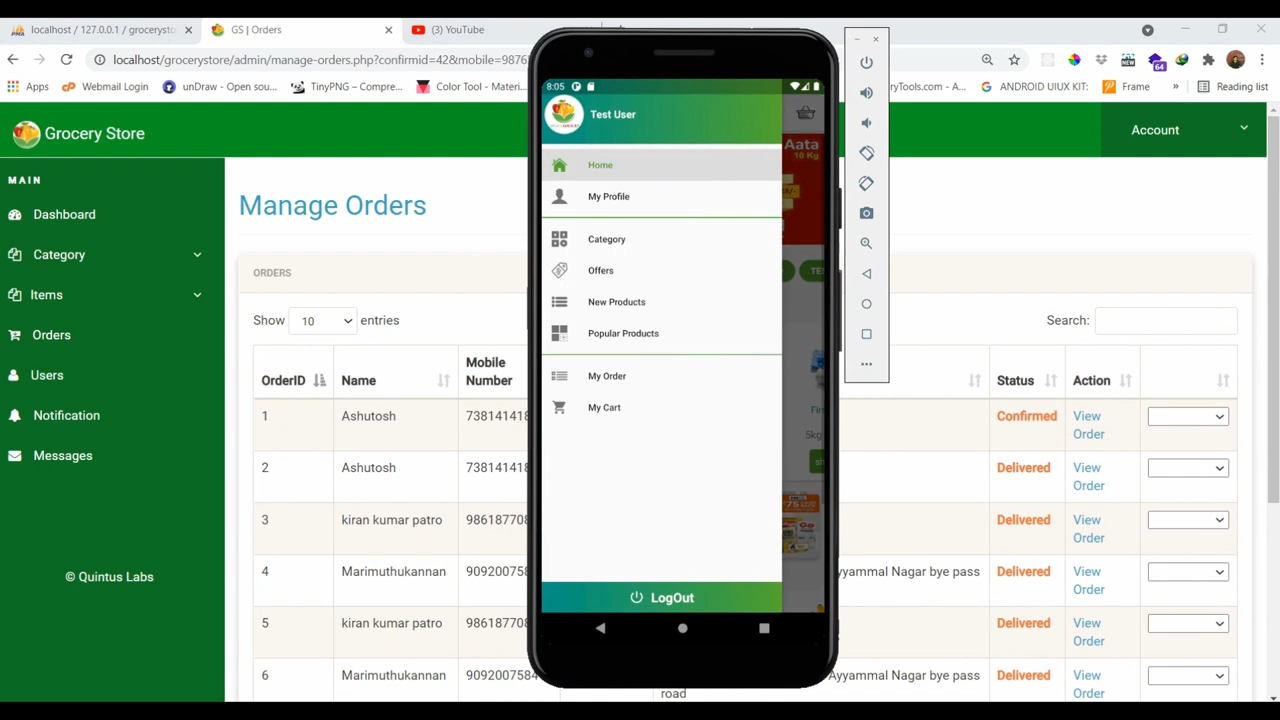 localhost / 127.0.0.1 / grocerysto
GS | Orders
(3) YouTube
localhost/grocerystore/admin/manage-orders.php?confirmid=42&mobile=9876
Apps
Webmail Login
unDraw - Open sou...
TinyPNG – Compre...
Color Tool - Materi...
eryTools.com - A...
ANDROID UIUX KIT:
Frame
»
Reading list
NEW
64
Grocery Store
Account
MAIN
Dashboard
Category
Items
Orders
Users
Notification
Messages
© Quintus Labs
Manage Orders
ORDERS
Show 10 entries
Search:
OrderID
Name
Mobile Number
Status
Action
1 Ashutosh 738141418 Confirmed View Order
2 Ashutosh 738141418 Delivered View Order
3 kiran kumar patro 986187708 Delivered View Order
4 Marimuthukannan 9092007584 yyammal Nagar bye pass Delivered View Order
5 kiran kumar patro 986187708 Delivered View Order
6 Marimuthukannan 9092007584 Ayyammal Nagar bye pass road Delivered View Order
8:05
Test User
Home
My Profile
Category
Offers
New Products
Popular Products
My Order
My Cart
LogOut
Aata
10 Kg
5kg